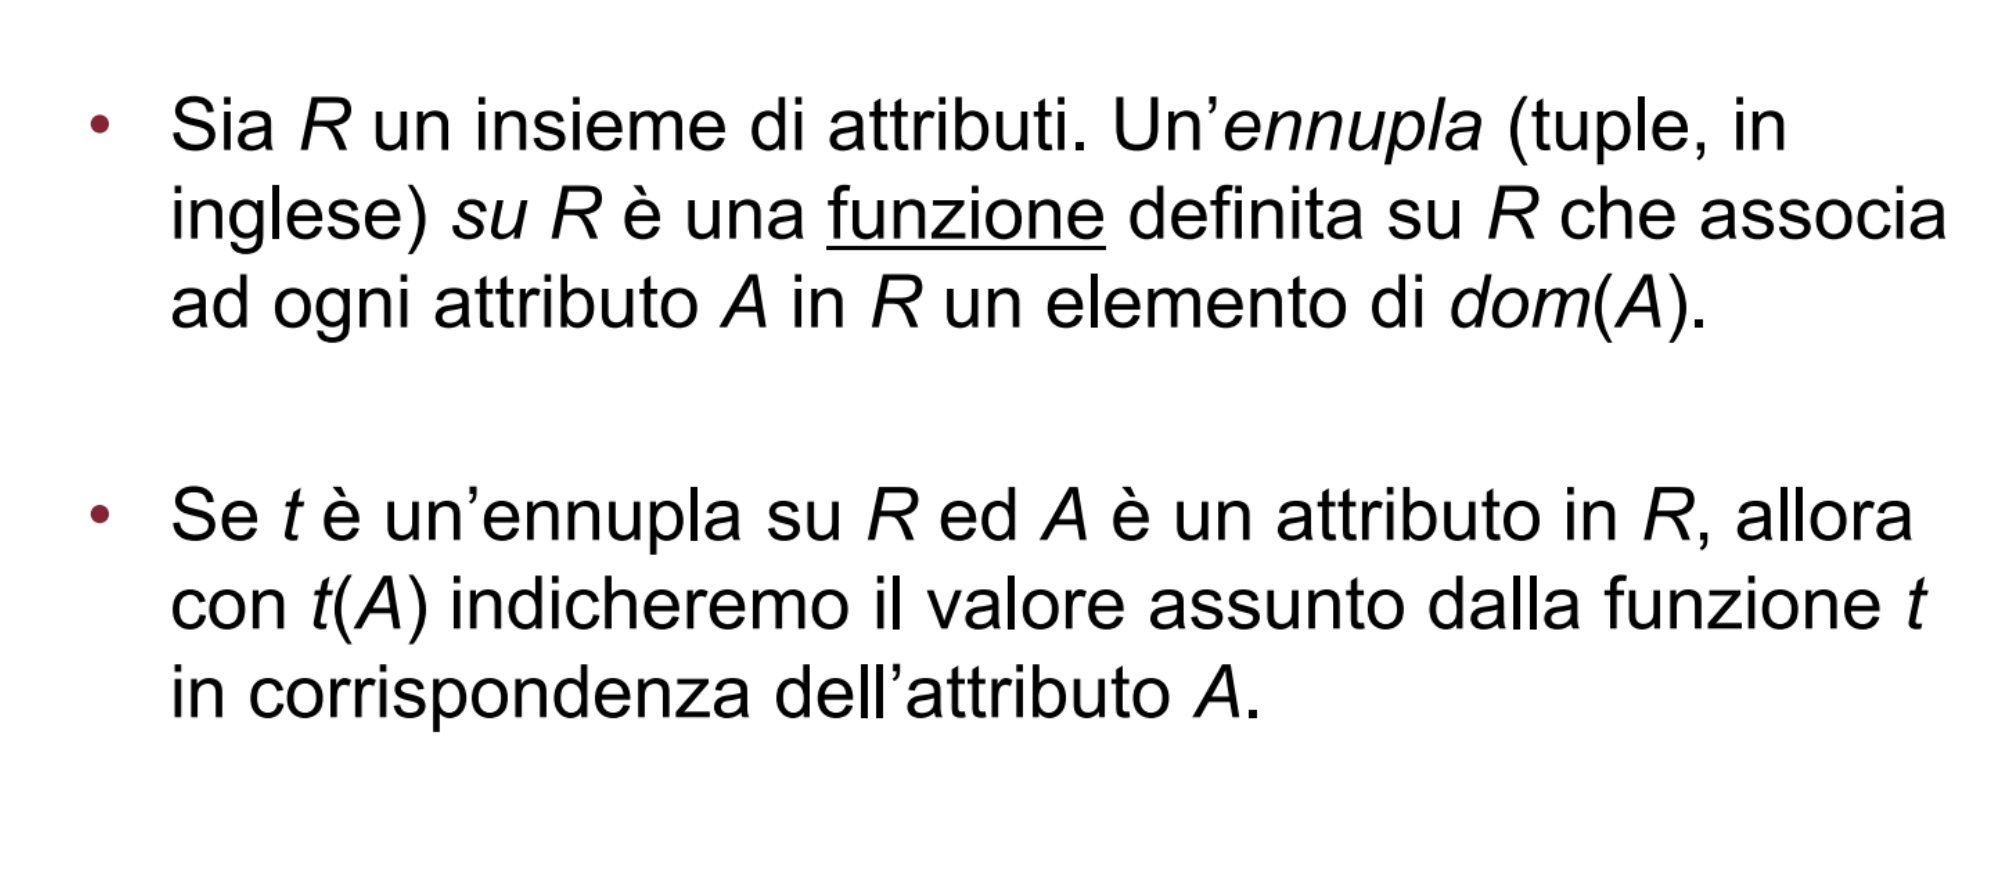 • Sia R un insieme di attributi. Un’ennupla (tuple, in
inglese) su R è una funzione definita su R che associa
ad ogni attributo A in R un elemento di dom(A).
• Se t è un’ennupla su R ed A è un attributo in R, allora
con t(A) indicheremo il valore assunto dalla funzione t
in corrispondenza dell’attributo A.